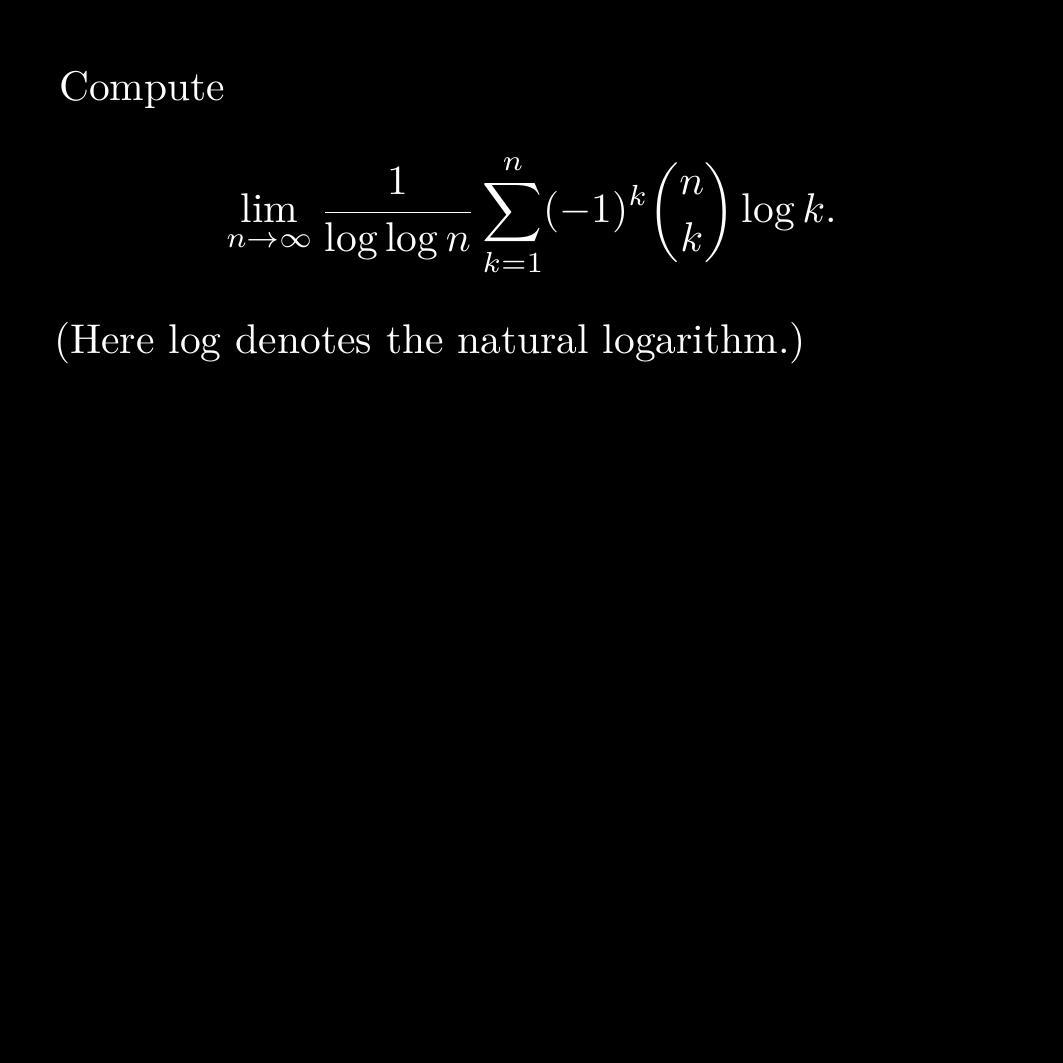 Compute
\lim_{n \to \infty} \frac{1}{\log \log n} \sum_{k=1}^{n} (-1)^k \binom{n}{k} \log k.
(Here log denotes the natural logarithm.)